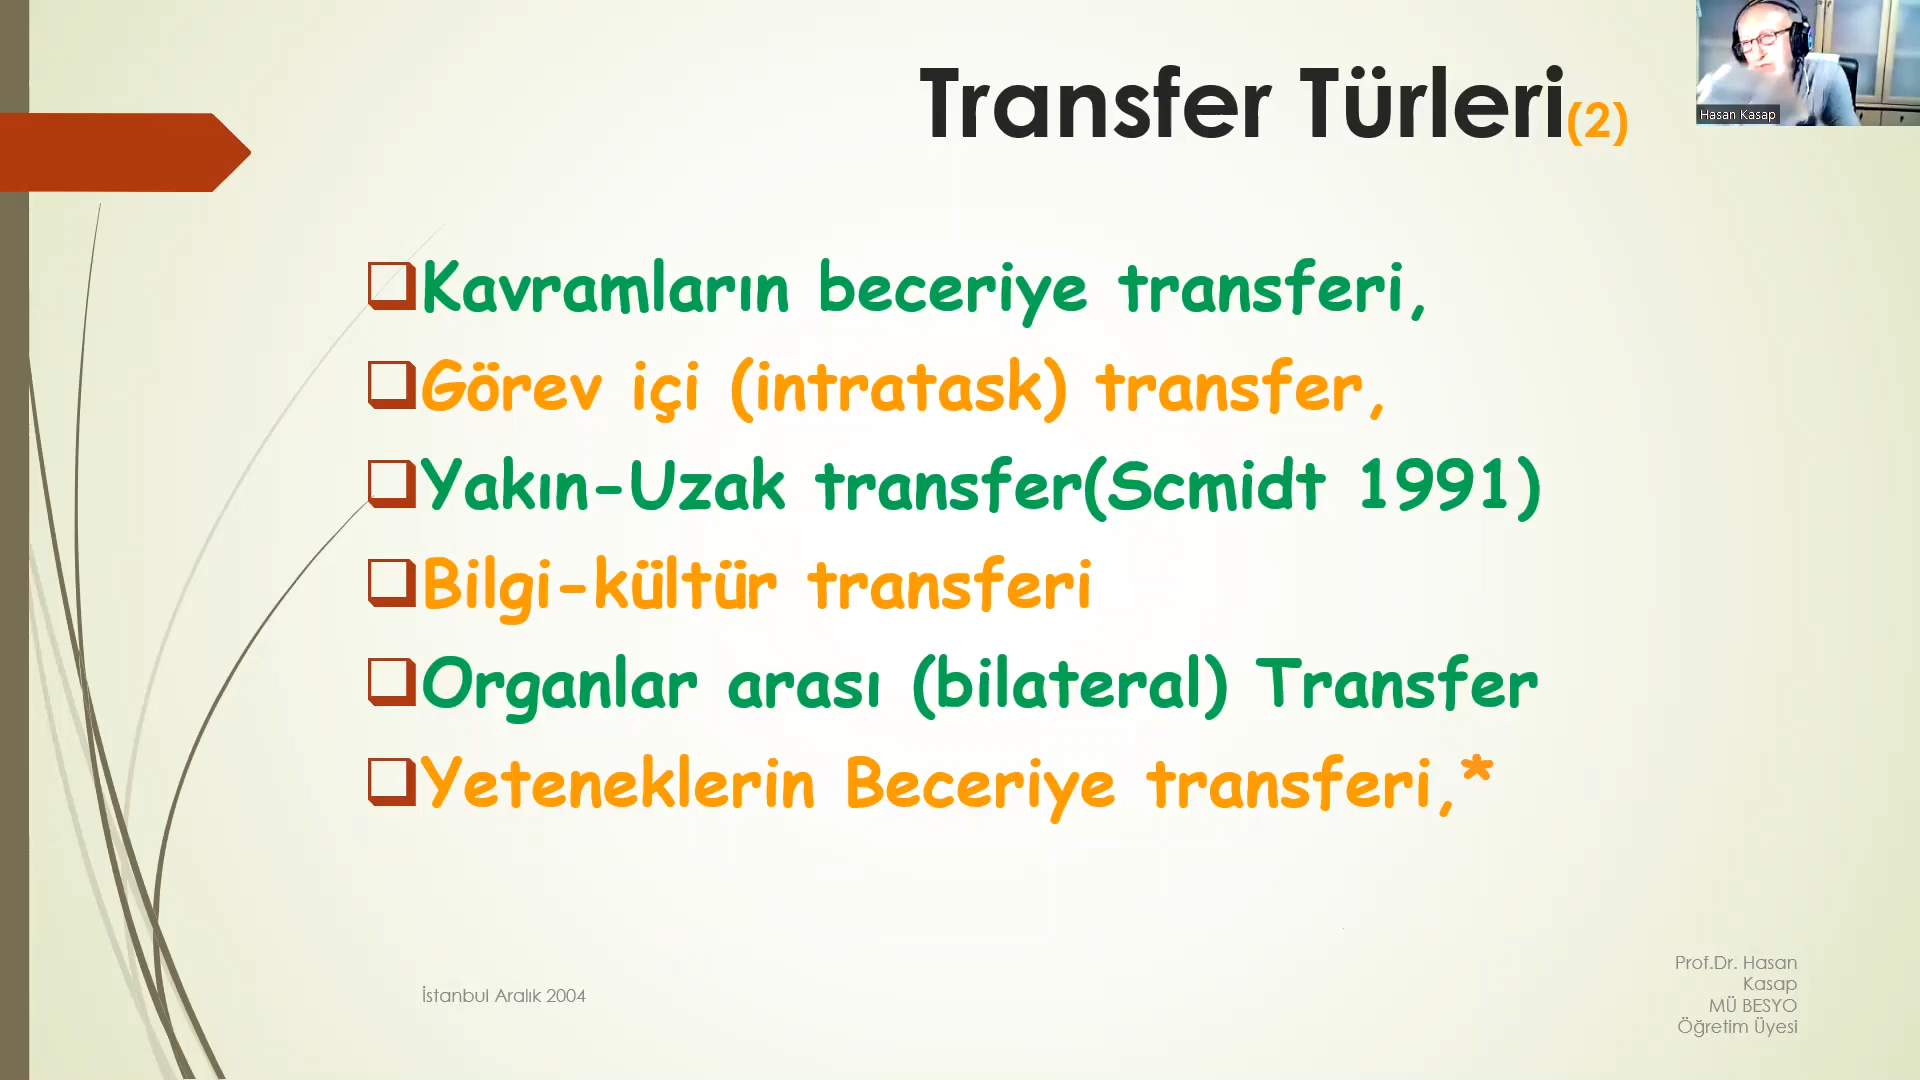 Transfer Türleri(2)
Hasan Kasap
Kavramların beceriye transferi,
Görev içi (intratask) transfer,
Yakın-Uzak transfer(Scmidt 1991)
Bilgi-kültür transferi
Organlar arası (bilateral) Transfer
Yeteneklerin Beceriye transferi,*
İstanbul Aralık 2004
Prof.Dr. Hasan
Kasap
MÜ BESYO
Öğretim Üyesi